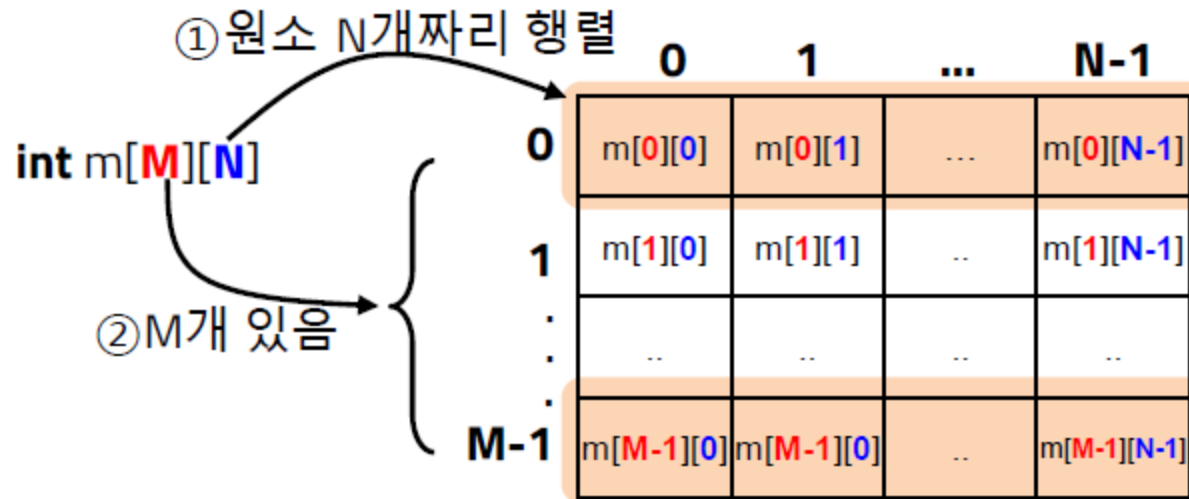 ①원소 N개짜리 행렬
0 1 ... N-1
int m[M][N]
0 m[0][0] m[0][1] ... m[0][N-1]
1 m[1][0] m[1][1] .. m[1][N-1]
②M개 있음
. .. .. .. ..
.
.
M-1 m[M-1][0] m[M-1][0] .. m[M-1][N-1]